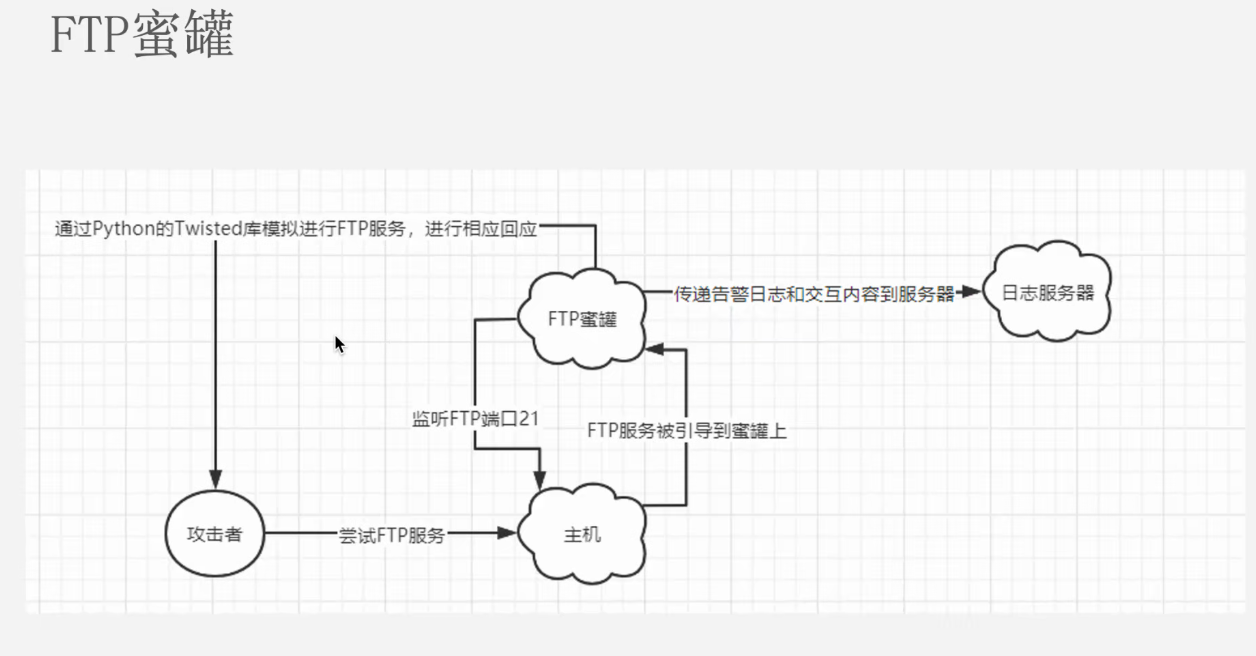 FTP蜜罐
通过Python的Twisted库模拟进行FTP服务，进行相应回应
传递告警日志和交互内容到服务器
日志服务器
FTP蜜罐
监听FTP端口21
FTP服务被引导到蜜罐上
攻击者
尝试FTP服务
主机